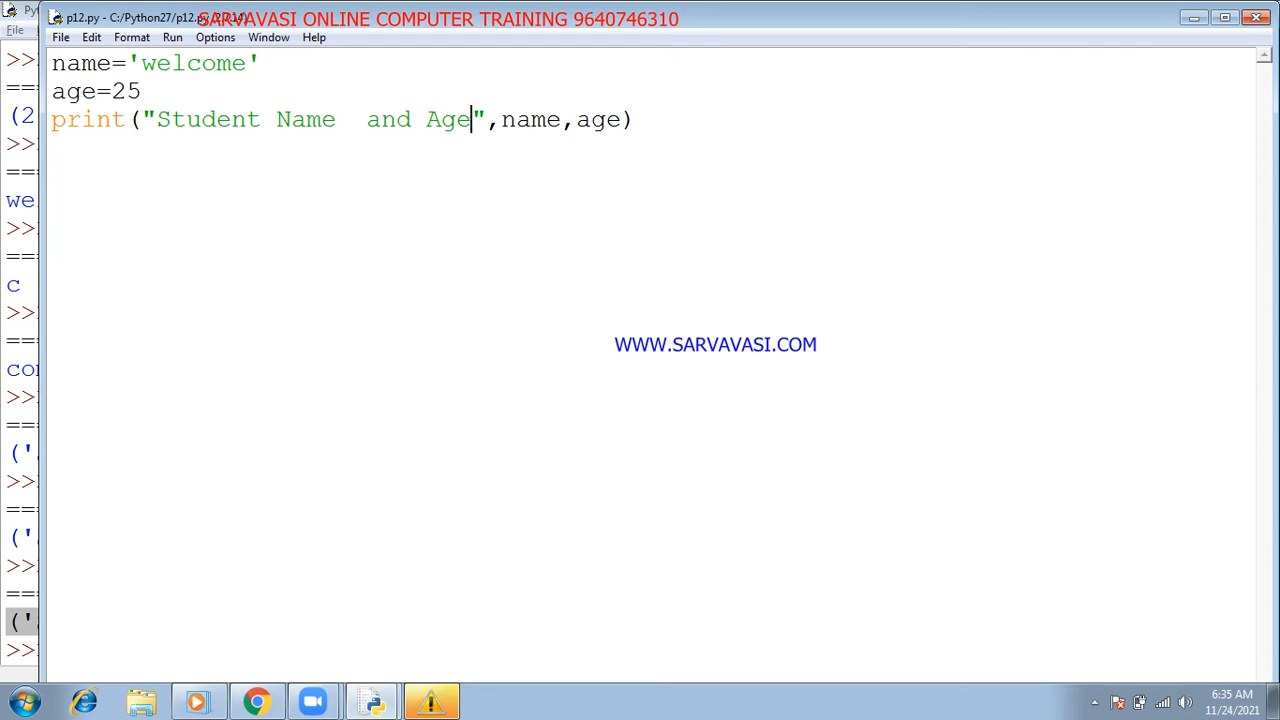 p12.py - C:/Python27/p12.py
SARVAVASI ONLINE COMPUTER TRAINING 9640746310
File Edit Format Run Options Window Help
File
name='welcome'
age=25
print("Student Name  and Age",name,age)
>>
===
(2
>>
===
we
>>
===
C
>>
===
WWW.SARVAVASI.COM
>>
===
('
>>
===
('
>>
===
('
>>
6:35 AM
11/24/2021